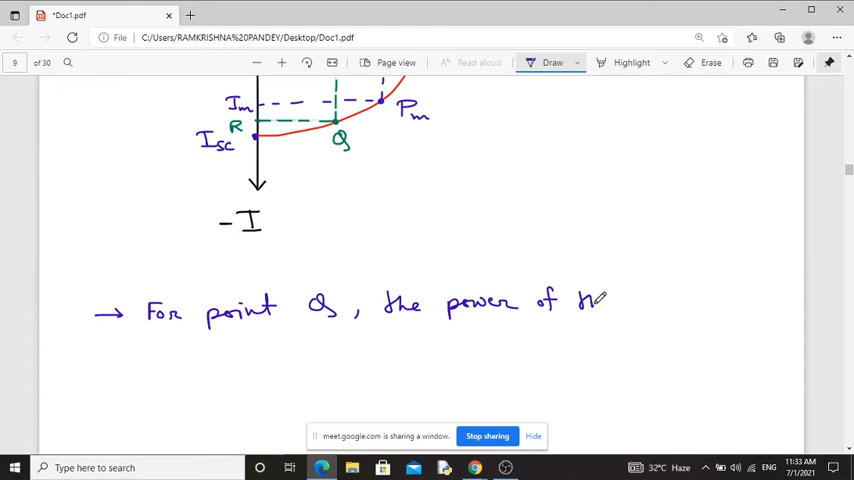 *Doc1.pdf
File C:/Users/RAMKRISHNA%20PANDEY/Desktop/Doc1.pdf
9 of 30 Page view Read aloud Draw Highlight Erase
Im
Pm
R
Isc
Q
-I
→ For point Q, the power of th
meet.google.com is sharing a window. Stop sharing Hide
Type here to search 32°C Haze ENG 11:33 AM 7/1/2021